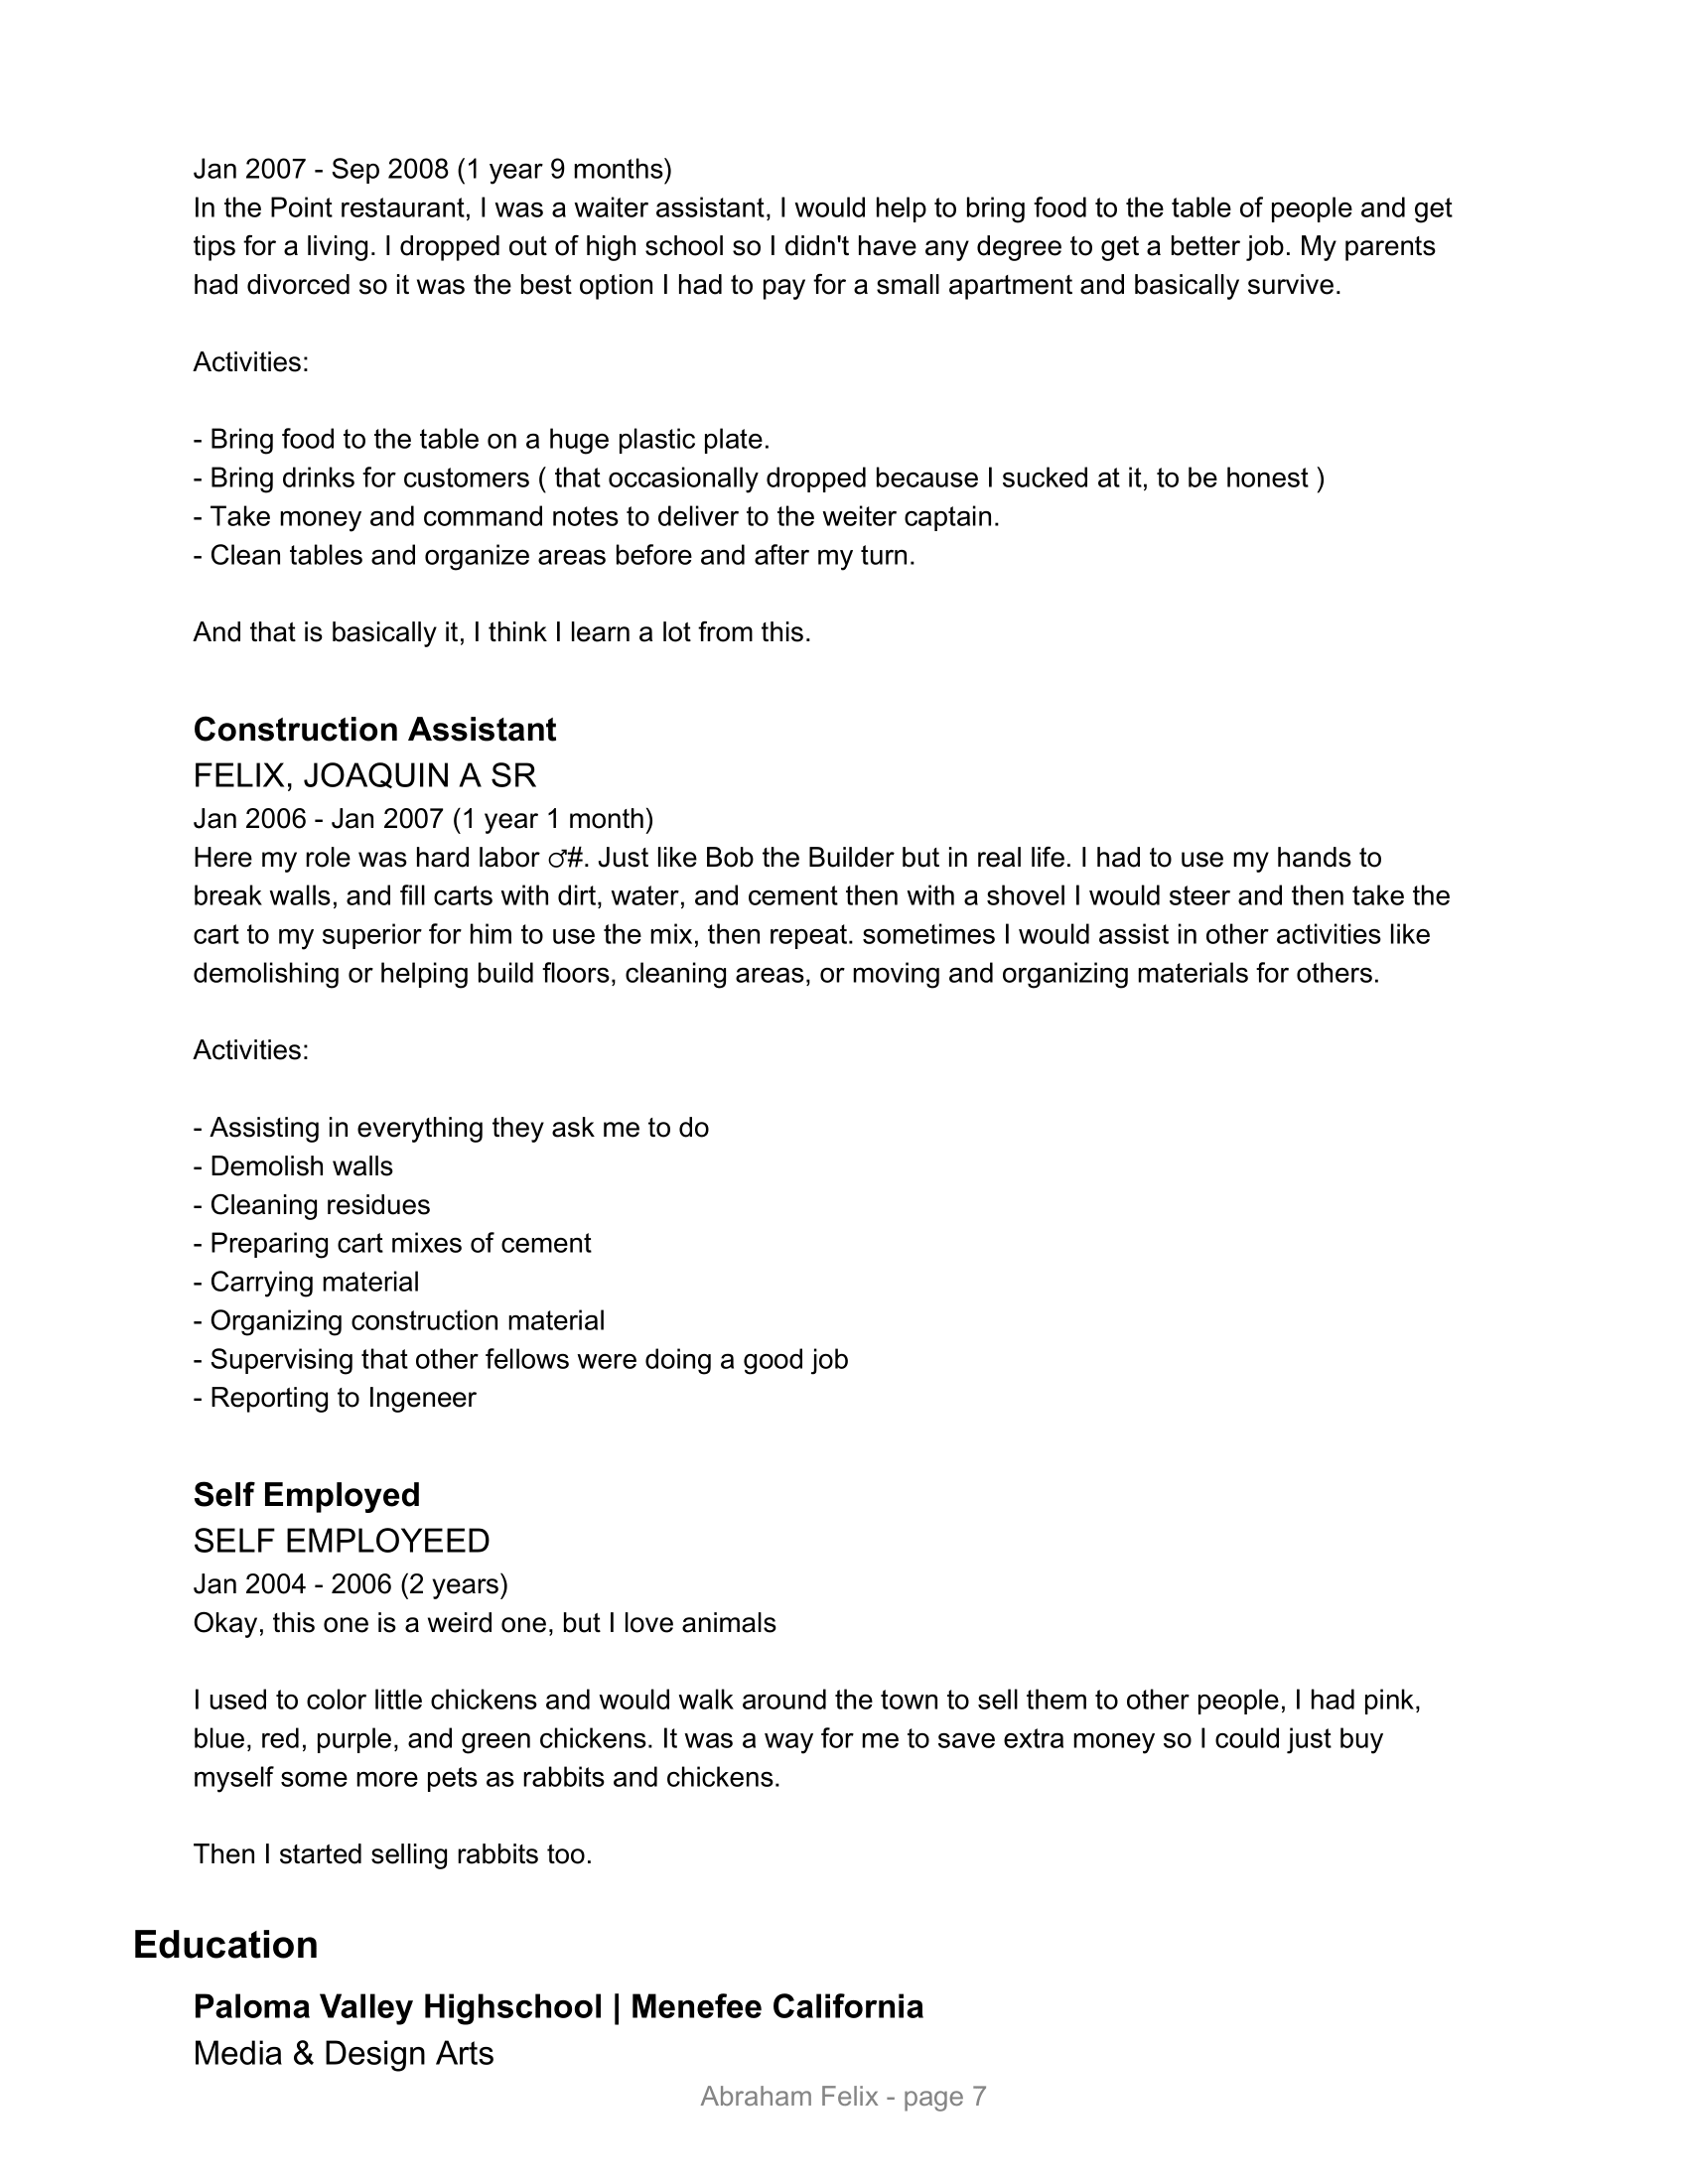 Jan 2007 - Sep 2008 (1 year 9 months)
In the Point restaurant, I was a waiter assistant, I would help to bring food to the table of people and get
tips for a living. I dropped out of high school so I didn't have any degree to get a better job. My parents
had divorced so it was the best option I had to pay for a small apartment and basically survive.
Activities:
- Bring food to the table on a huge plastic plate.
- Bring drinks for customers ( that occasionally dropped because I sucked at it, to be honest )
- Take money and command notes to deliver to the weiter captain.
- Clean tables and organize areas before and after my turn.
And that is basically it, I think I learn a lot from this.
Construction Assistant
FELIX, JOAQUIN A SR
Jan 2006 - Jan 2007 (1 year 1 month)
Here my role was hard labor ♂#. Just like Bob the Builder but in real life. I had to use my hands to
break walls, and fill carts with dirt, water, and cement then with a shovel I would steer and then take the
cart to my superior for him to use the mix, then repeat. sometimes I would assist in other activities like
demolishing or helping build floors, cleaning areas, or moving and organizing materials for others.
Activities:
- Assisting in everything they ask me to do
- Demolish walls
- Cleaning residues
- Preparing cart mixes of cement
- Carrying material
- Organizing construction material
- Supervising that other fellows were doing a good job
- Reporting to Ingeneer
Self Employed
SELF EMPLOYEED
Jan 2004 - 2006 (2 years)
Okay, this one is a weird one, but I love animals
I used to color little chickens and would walk around the town to sell them to other people, I had pink,
blue, red, purple, and green chickens. It was a way for me to save extra money so I could just buy
myself some more pets as rabbits and chickens.
Then I started selling rabbits too.
Education
Paloma Valley Highschool | Menefee California
Media & Design Arts
Abraham Felix - page 7